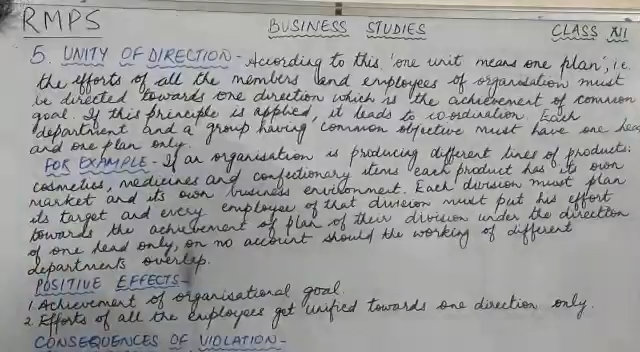 RMPS BUSINESS STUDIES CLASS XII
5. UNITY OF DIRECTION - According to this 'one unit means one plan', i.e.
the efforts of all the members and employees of organisation must
be directed towards one direction which is the achievement of common
goal. If this principle is applied, it leads to coordination. Each
department and a group having common objective must have one hea
and one plan only.
FOR EXAMPLE - If an organisation is producing different lines of products:
cosmetics, medicines and confectionary items each product has its own
market and its own business environment. Each division must plan
its target and every employee of that division must put his effort
towards the achievement of plan of their division under the direction
of one head only, on no account should the working of different
departments overlap.
POSITIVE EFFECTS -
1. Achievement of organisational goal.
2. Efforts of all the employees get unified towards one direction only.
CONSEQUENCES OF VIOLATION -